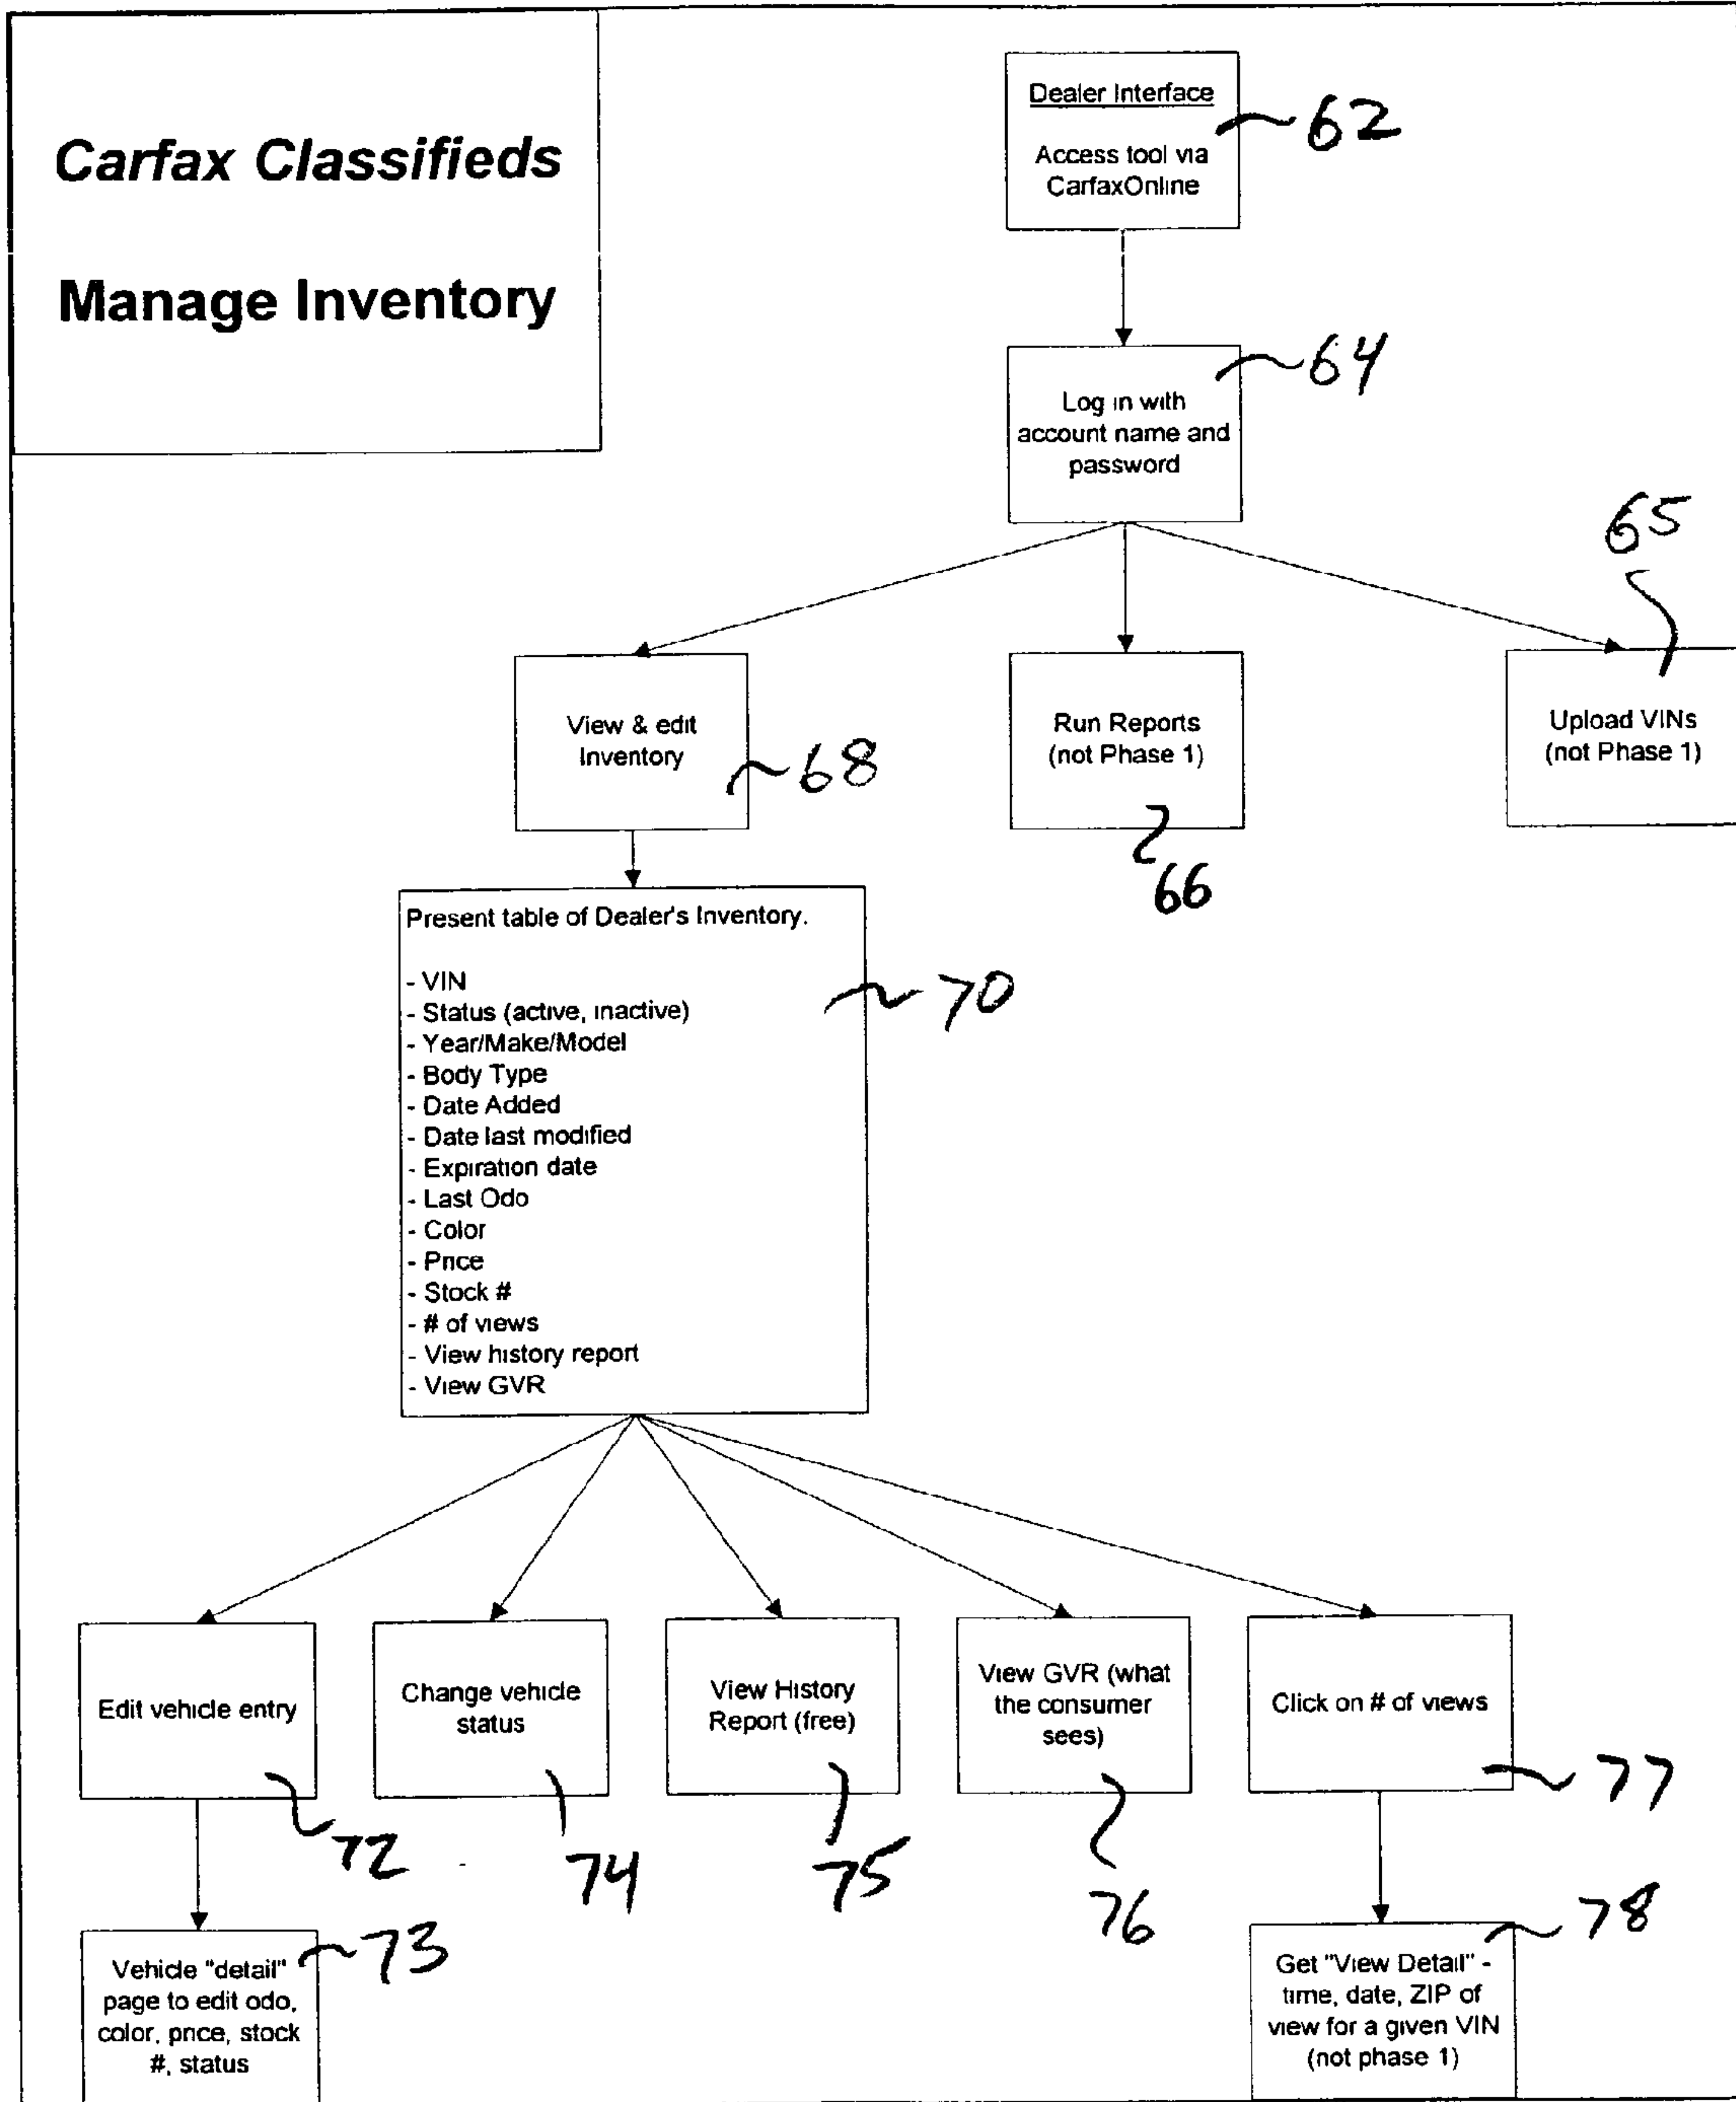 Carfax Classifieds
Manage Inventory
Dealer Interface
Access tool via
CarfaxOnline
62
Log in with
account name and
password
64
65
View & edit
Inventory
68
Run Reports
(not Phase 1)
66
Upload VINs
(not Phase 1)
Present table of Dealer's Inventory.
- VIN
- Status (active, inactive)
- Year/Make/Model
- Body Type
- Date Added
- Date last modified
- Expiration date
- Last Odo
- Color
- Price
- Stock #
- # of views
- View history report
- View GVR
70
Edit vehicle entry
72
Change vehicle
status
74
View History
Report (free)
75
View GVR (what
the consumer
sees)
76
Click on # of views
77
Vehicle "detail"
page to edit odo,
color, price, stock
#, status
73
Get "View Detail" -
time, date, ZIP of
view for a given VIN
(not phase 1)
78